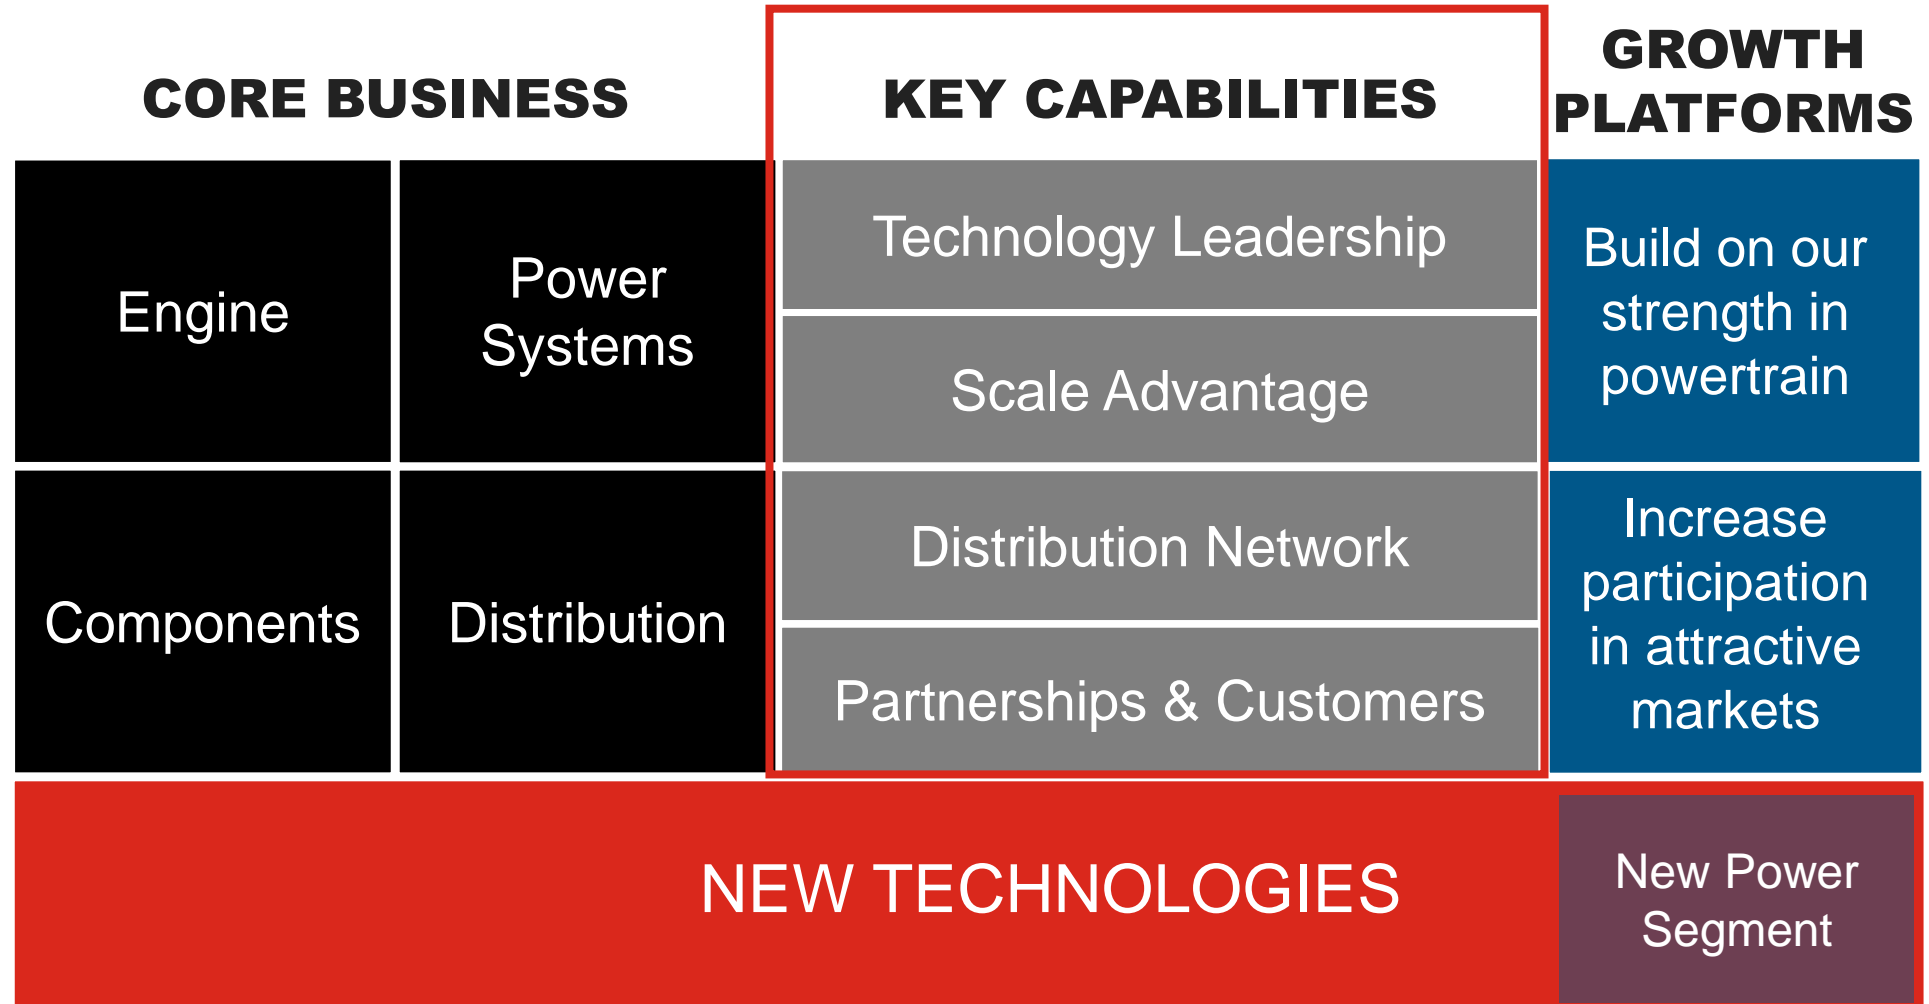 CORE BUSINESS
KEY CAPABILITIES
GROWTH
PLATFORMS
Engine
Power
Systems
Components
Distribution
Technology Leadership
Scale Advantage
Distribution Network
Partnerships & Customers
Build on our
strength in
powertrain
Increase
participation
in attractive
markets
NEW TECHNOLOGIES
New Power
Segment